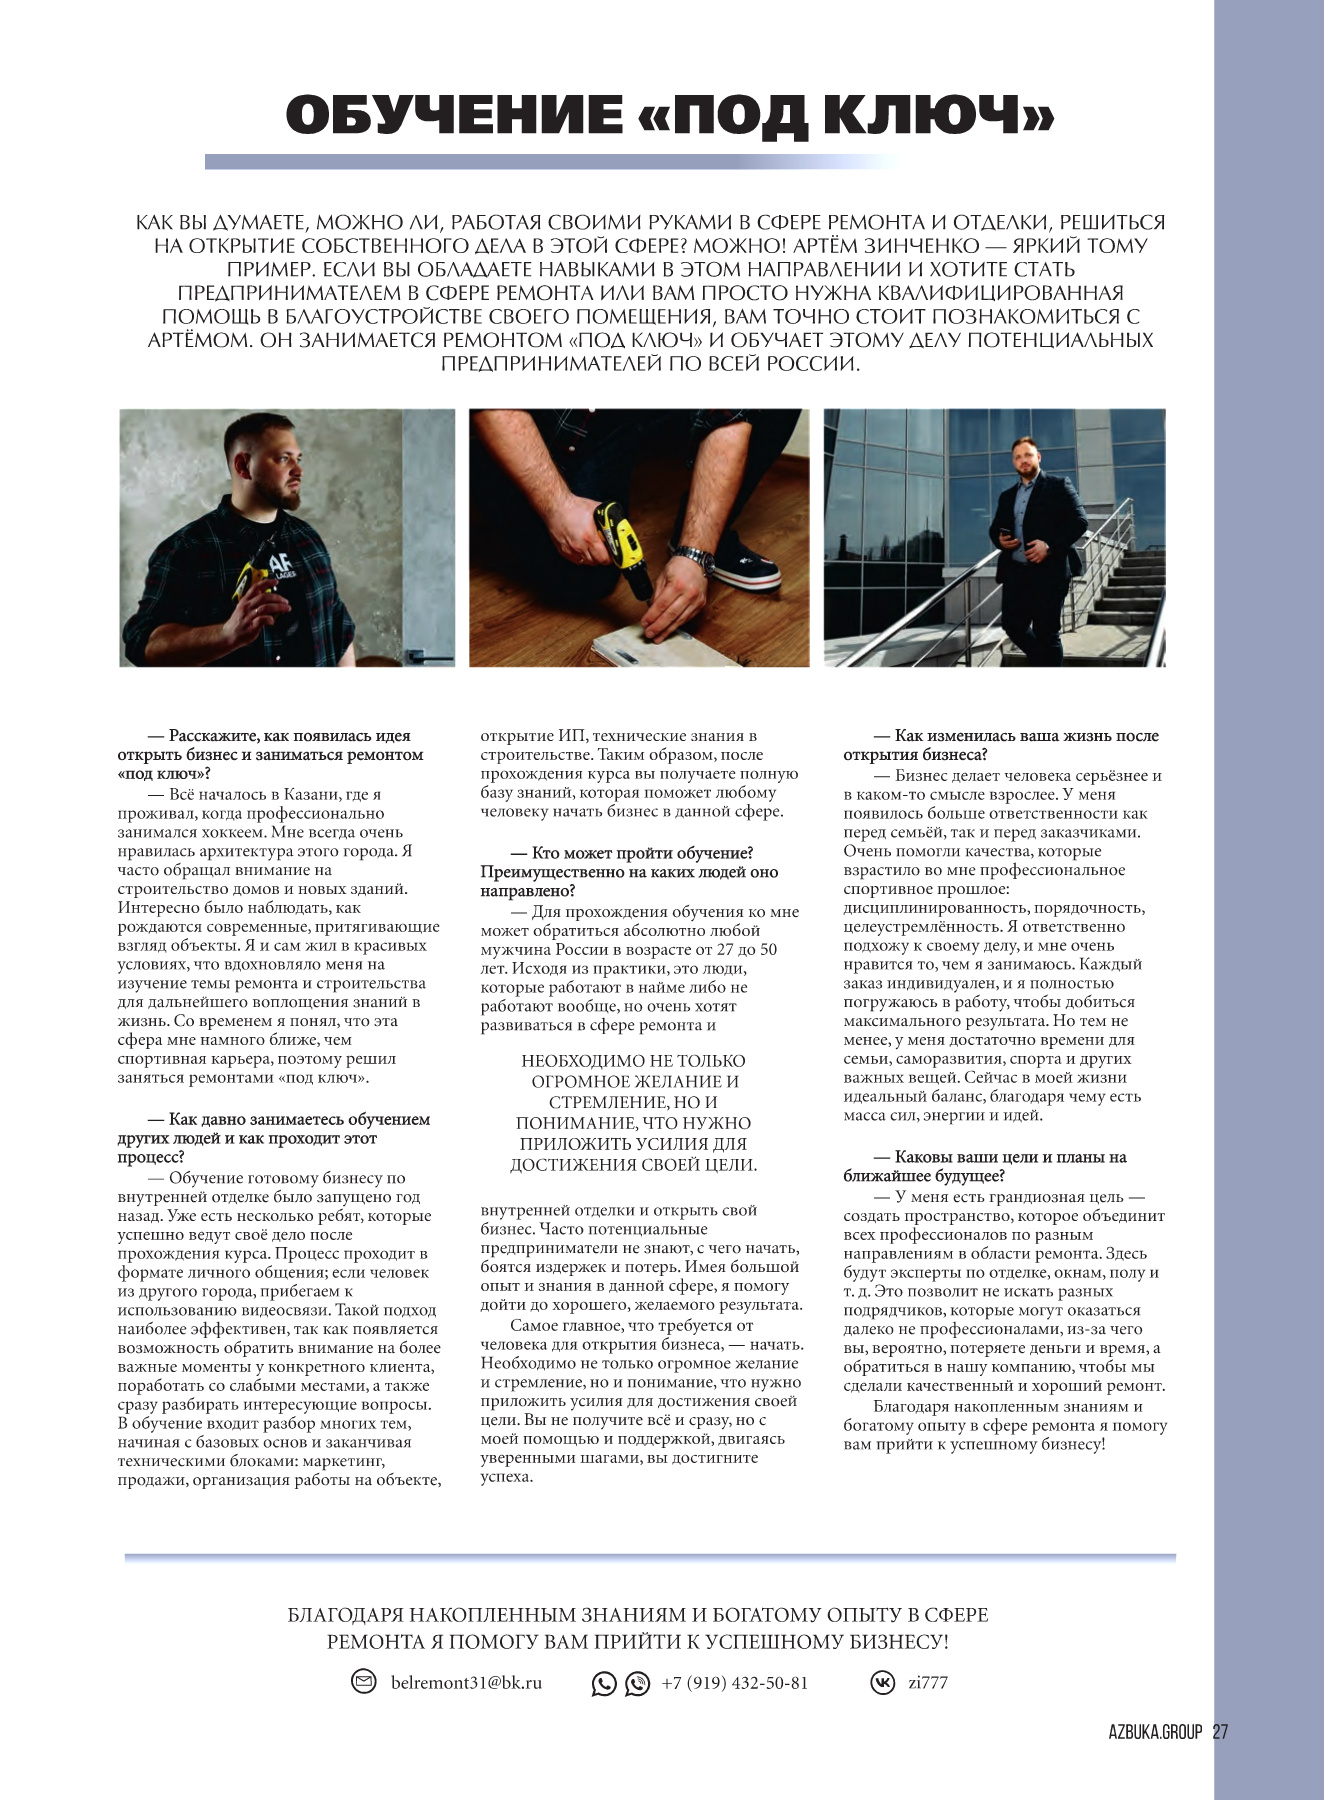 ОБУЧЕНИЕ «ПОД КЛЮЧ»
КАК ВЫ ДУМАЕТЕ, МОЖНО ЛИ, РАБОТАЯ СВОИМИ РУКАМИ В СФЕРЕ РЕМОНТА И ОТДЕЛКИ, РЕШИТЬСЯ
НА ОТКРЫТИЕ СОБСТВЕННОГО ДЕЛА В ЭТОЙ СФЕРЕ? МОЖНО! АРТЁМ ЗИНЧЕНКО — ЯРКИЙ ТОМУ
ПРИМЕР. ЕСЛИ ВЫ ОБЛАДАЕТЕ НАВЫКАМИ В ЭТОМ НАПРАВЛЕНИИ И ХОТИТЕ СТАТЬ
ПРЕДПРИНИМАТЕЛЕМ В СФЕРЕ РЕМОНТА ИЛИ ВАМ ПРОСТО НУЖНА КВАЛИФИЦИРОВАННАЯ
ПОМОЩЬ В БЛАГОУСТРОЙСТВЕ СВОЕГО ПОМЕЩЕНИЯ, ВАМ ТОЧНО СТОИТ ПОЗНАКОМИТЬСЯ С
АРТЁМОМ. ОН ЗАНИМАЕТСЯ РЕМОНТОМ «ПОД КЛЮЧ» И ОБУЧАЕТ ЭТОМУ ДЕЛУ ПОТЕНЦИАЛЬНЫХ
ПРЕДПРИНИМАТЕЛЕЙ ПО ВСЕЙ РОССИИ.
— Расскажите, как появилась идея
открыть бизнес и заниматься ремонтом
«под ключ»?
— Всё началось в Казани, где я
проживал, когда профессионально
занимался хоккеем. Мне всегда очень
нравилась архитектура этого города. Я
часто обращал внимание на
строительство домов и новых зданий.
Интересно было наблюдать, как
рождаются современные, притягивающие
взгляд объекты. Я и сам жил в красивых
условиях, что вдохновляло меня на
изучение темы ремонта и строительства
для дальнейшего воплощения знаний в
жизнь. Со временем я понял, что эта
сфера мне намного ближе, чем
спортивная карьера, поэтому решил
заняться ремонтами «под ключ».
— Как давно занимаетесь обучением
других людей и как проходит этот
процесс?
— Обучение готовому бизнесу по
внутренней отделке было запущено год
назад. Уже есть несколько ребят, которые
успешно ведут своё дело после
прохождения курса. Процесс проходит в
формате личного общения; если человек
из другого города, прибегаем к
использованию видеосвязи. Такой подход
наиболее эффективен, так как появляется
возможность обратить внимание на более
важные моменты у конкретного клиента,
поработать со слабыми местами, а также
сразу разбирать интересующие вопросы.
В обучение входит разбор многих тем,
начиная с базовых основ и заканчивая
техническими блоками: маркетинг,
продажи, организация работы на объекте,
открытие ИП, технические знания в
строительстве. Таким образом, после
прохождения курса вы получаете полную
базу знаний, которая поможет любому
человеку начать бизнес в данной сфере.
— Кто может пройти обучение?
Преимущественно на каких людей оно
направлено?
— Для прохождения обучения ко мне
может обратиться абсолютно любой
мужчина России в возрасте от 27 до 50
лет. Исходя из практики, это люди,
которые работают в найме либо не
работают вообще, но очень хотят
развиваться в сфере ремонта и
НЕОБХОДИМО НЕ ТОЛЬКО
ОГРОМНОЕ ЖЕЛАНИЕ И
СТРЕМЛЕНИЕ, НО И
ПОНИМАНИЕ, ЧТО НУЖНО
ПРИЛОЖИТЬ УСИЛИЯ ДЛЯ
ДОСТИЖЕНИЯ СВОЕЙ ЦЕЛИ.
внутренней отделки и открыть свой
бизнес. Часто потенциальные
предприниматели не знают, с чего начать,
боятся издержек и потерь. Имея большой
опыт и знания в данной сфере, я помогу
дойти до хорошего, желаемого результата.
Самое главное, что требуется от
человека для открытия бизнеса, — начать.
Необходимо не только огромное желание
и стремление, но и понимание, что нужно
приложить усилия для достижения своей
цели. Вы не получите всё и сразу, но с
моей помощью и поддержкой, двигаясь
уверенными шагами, вы достигните
успеха.
— Как изменилась ваша жизнь после
открытия бизнеса?
— Бизнес делает человека серьёзнее и
в каком-то смысле взрослее. У меня
появилось больше ответственности как
перед семьёй, так и перед заказчиками.
Очень помогли качества, которые
взрастило во мне профессиональное
спортивное прошлое:
дисциплинированность, порядочность,
целеустремлённость. Я ответственно
подхожу к своему делу, и мне очень
нравится то, чем я занимаюсь. Каждый
заказ индивидуален, и я полностью
погружаюсь в работу, чтобы добиться
максимального результата. Но тем не
менее, у меня достаточно времени для
семьи, саморазвития, спорта и других
важных вещей. Сейчас в моей жизни
идеальный баланс, благодаря чему есть
масса сил, энергии и идей.
— Каковы ваши цели и планы на
ближайшее будущее?
— У меня есть грандиозная цель —
создать пространство, которое объединит
всех профессионалов по разным
направлениям в области ремонта. Здесь
будут эксперты по отделке, окнам, полу и
т. д. Это позволит не искать разных
подрядчиков, которые могут оказаться
далеко не профессионалами, из-за чего
вы, вероятно, потеряете деньги и время, а
обратиться в нашу компанию, чтобы мы
сделали качественный и хороший ремонт.
Благодаря накопленным знаниям и
богатому опыту в сфере ремонта я помогу
вам прийти к успешному бизнесу!
БЛАГОДАРЯ НАКОПЛЕННЫМ ЗНАНИЯМ И БОГАТОМУ ОПЫТУ В СФЕРЕ
РЕМОНТА Я ПОМОГУ ВАМ ПРИЙТИ К УСПЕШНОМУ БИЗНЕСУ!
belremont31@bk.ru +7 (919) 432-50-81 zi777
AZBUKA.GROUP 27